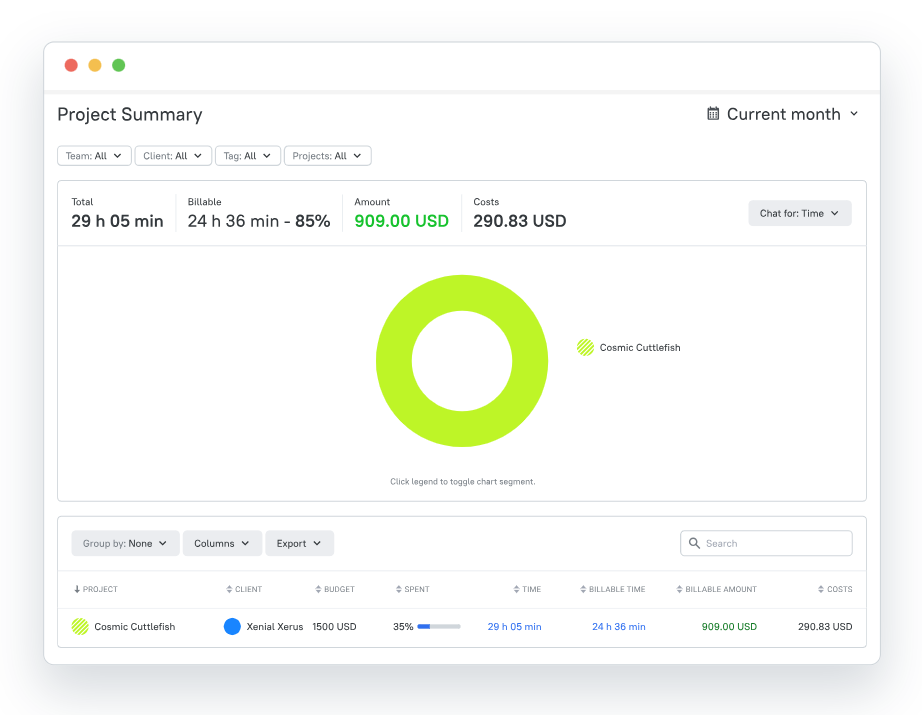 Project Summary
Current month
Team: All
Client: All
Tag: All
Projects: All
Total
29 h 05 min
Billable
24 h 36 min - 85%
Amount
909.00 USD
Costs
290.83 USD
Chat for: Time
Cosmic Cuttlefish
Click legend to toggle chart segment.
Group by: None
Columns
Export
Search
PROJECT CLIENT BUDGET SPENT TIME BILLABLE TIME BILLABLE AMOUNT COSTS
Cosmic Cuttlefish Xenial Xerus 1500 USD 35% 29 h 05 min 24 h 36 min 909.00 USD 290.83 USD